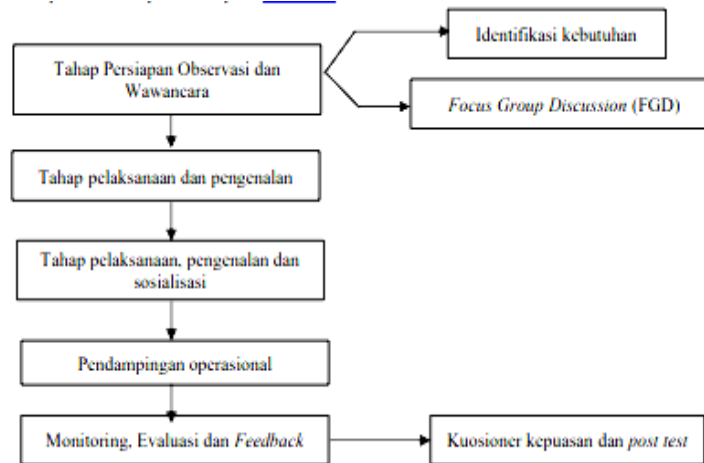 Identifikasi kebutuhan
Tahap Persiapan Observasi dan
Wawancara
Focus Group Discussion (FGD)
Tahap pelaksanaan dan pengenalan
Tahap pelaksanaan, pengenalan dan
sosialisasi
Pendampingan operasional
Monitoring, Evaluasi dan Feedback
Kuosioner kepuasan dan post test